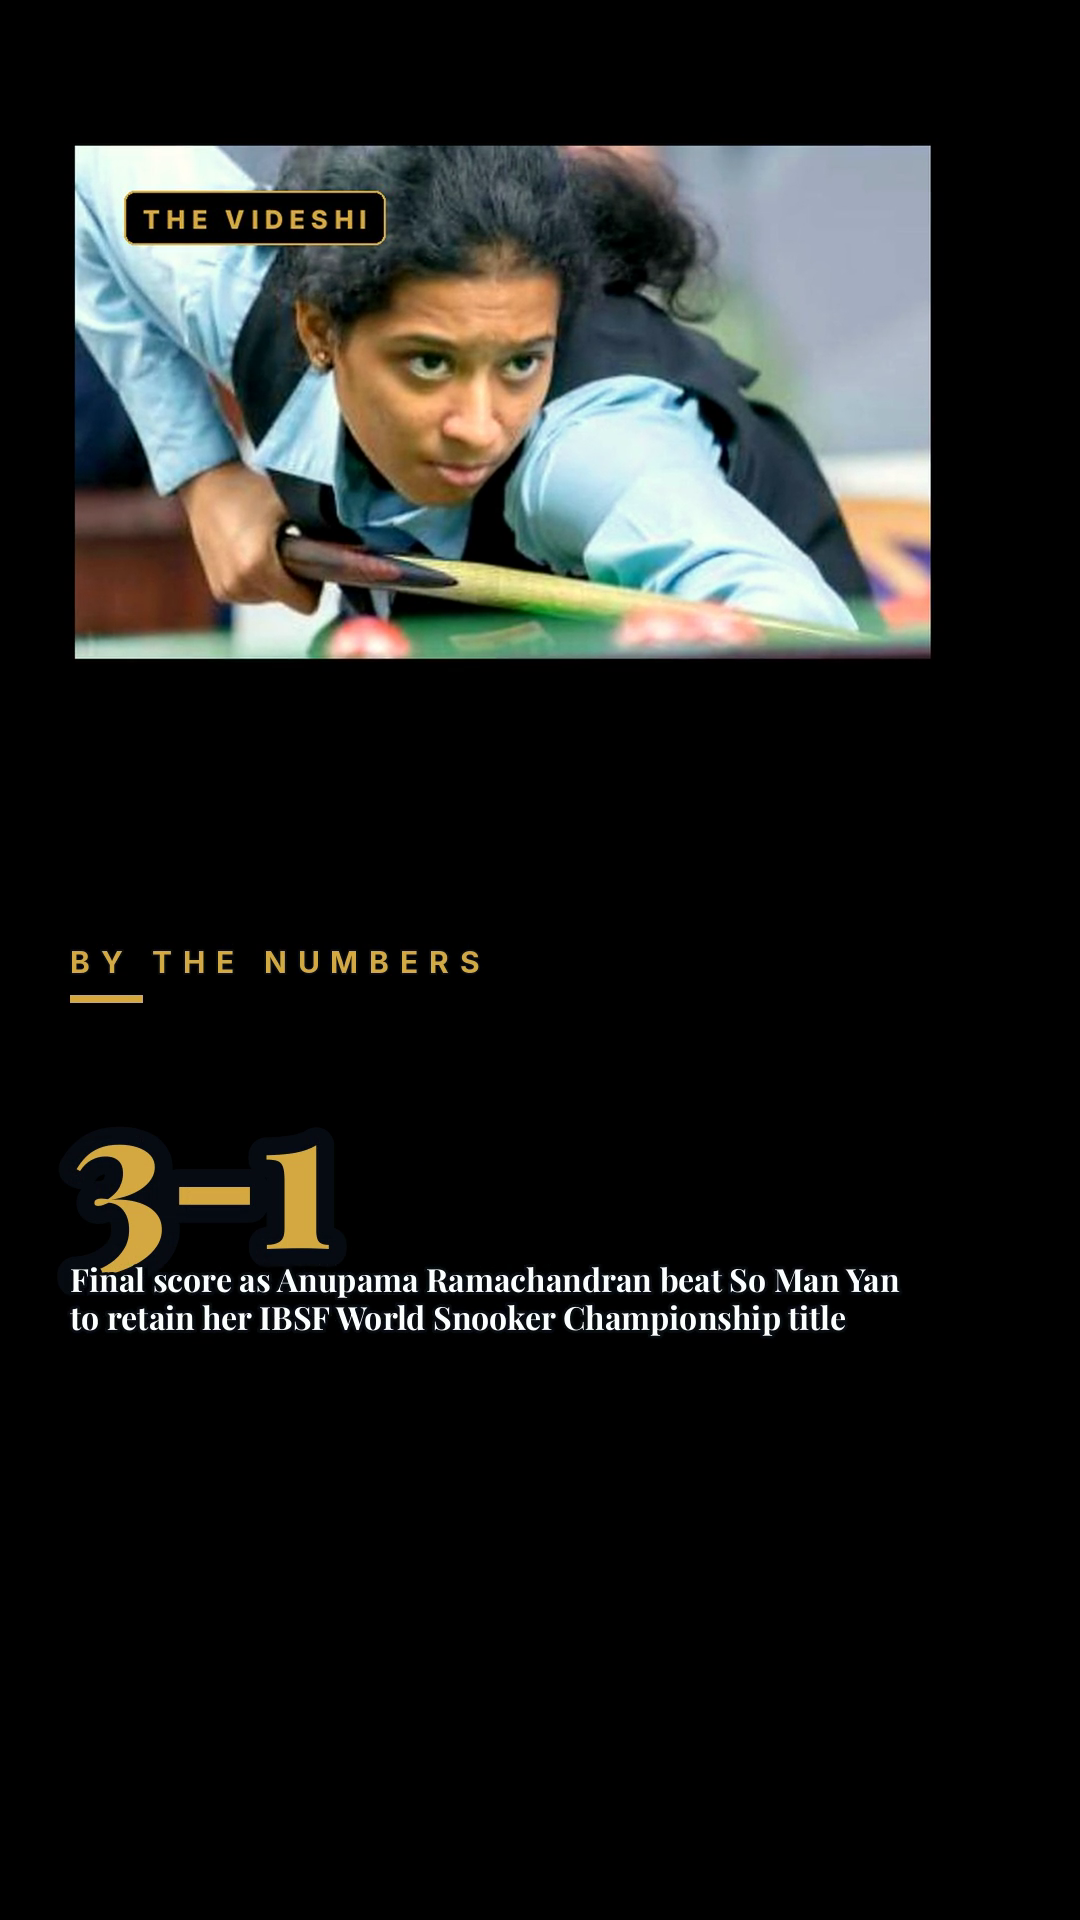 THE VIDESHI
BY THE NUMBERS
3–1
Final score as Anupama Ramachandran beat So Man Yan
to retain her IBSF World Snooker Championship title